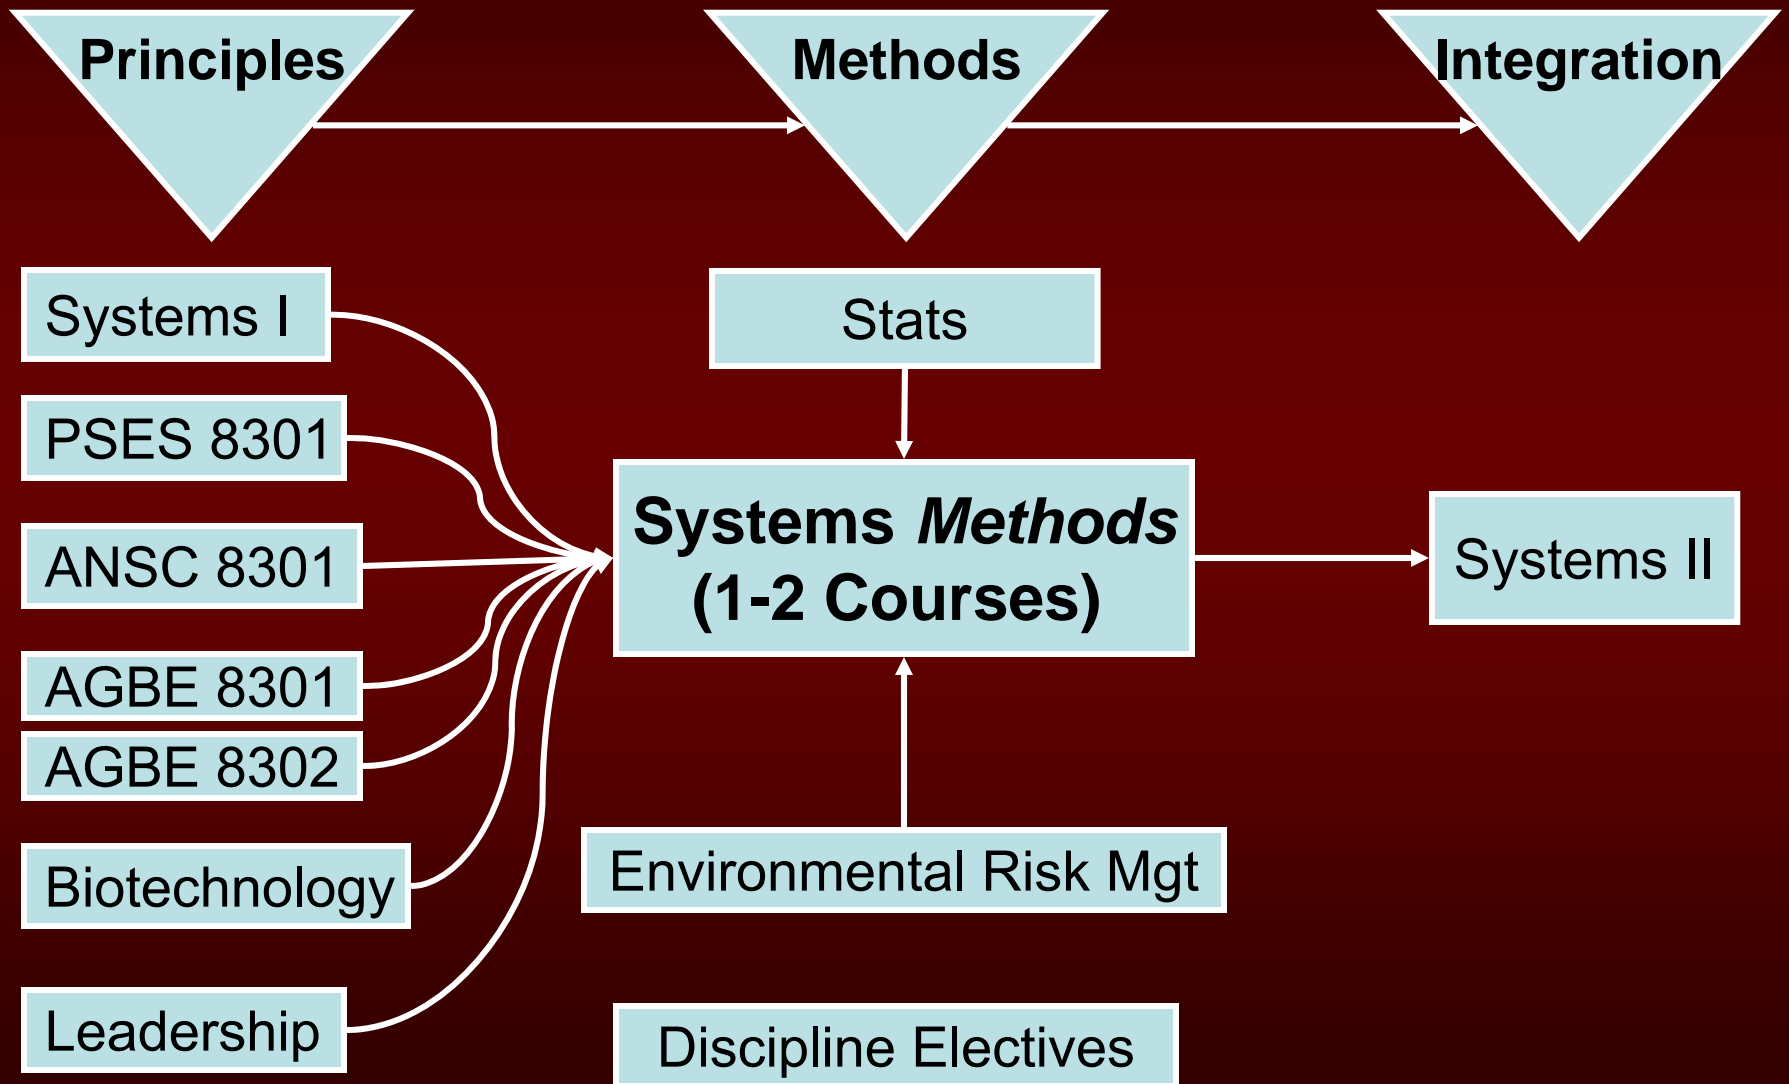 Principles
Methods
Integration
Systems I
PSES 8301
ANSC 8301
AGBE 8301
AGBE 8302
Biotechnology
Leadership
Stats
Systems Methods
(1-2 Courses)
Environmental Risk Mgt
Discipline Electives
Systems II